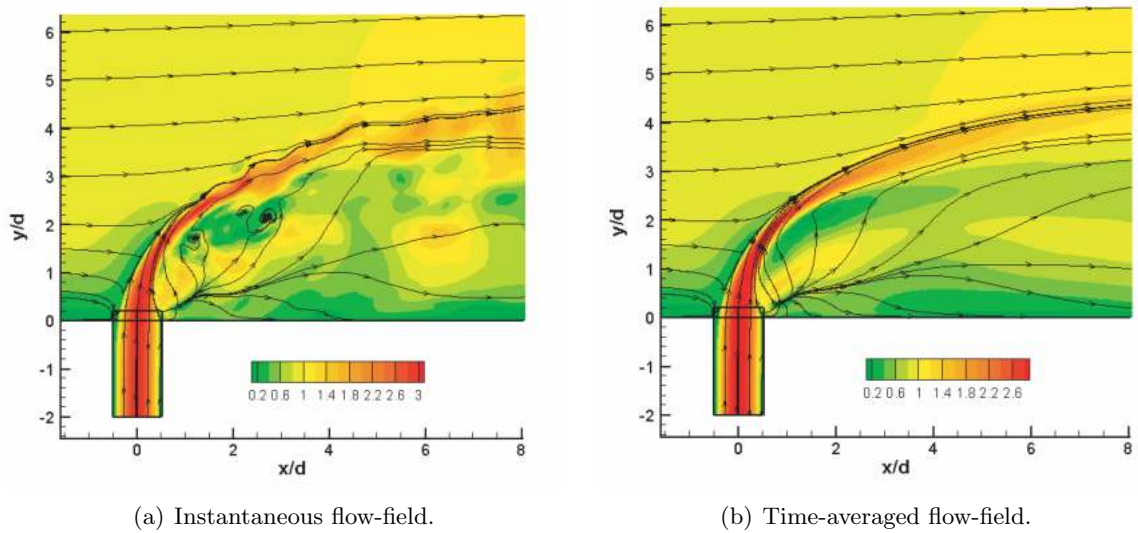 6
5
4
3
2
1
0
-1
-2
y/d
0.2 0.6 1 1.4 1.8 2.2 2.6 3
0 2 4 6 8
x/d
(a) Instantaneous flow-field.
6
5
4
3
2
1
0
-1
-2
y/d
0.2 0.6 1 1.4 1.8 2.2 2.6
0 2 4 6 8
x/d
(b) Time-averaged flow-field.